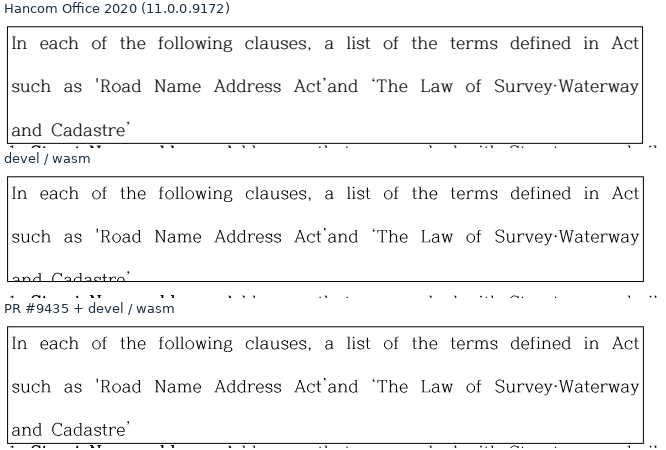 Hancom Office 2020 (11.0.0.9172)
In each of the following clauses, a list of the terms defined in Act
such as 'Road Name Address Act’and ‘The Law of Survey·Waterway
and Cadastre’
devel / wasm
In each of the following clauses, a list of the terms defined in Act
such as 'Road Name Address Act’and ‘The Law of Survey·Waterway
and Cadastre’
PR #9435 + devel / wasm
In each of the following clauses, a list of the terms defined in Act
such as 'Road Name Address Act’and ‘The Law of Survey·Waterway
and Cadastre’